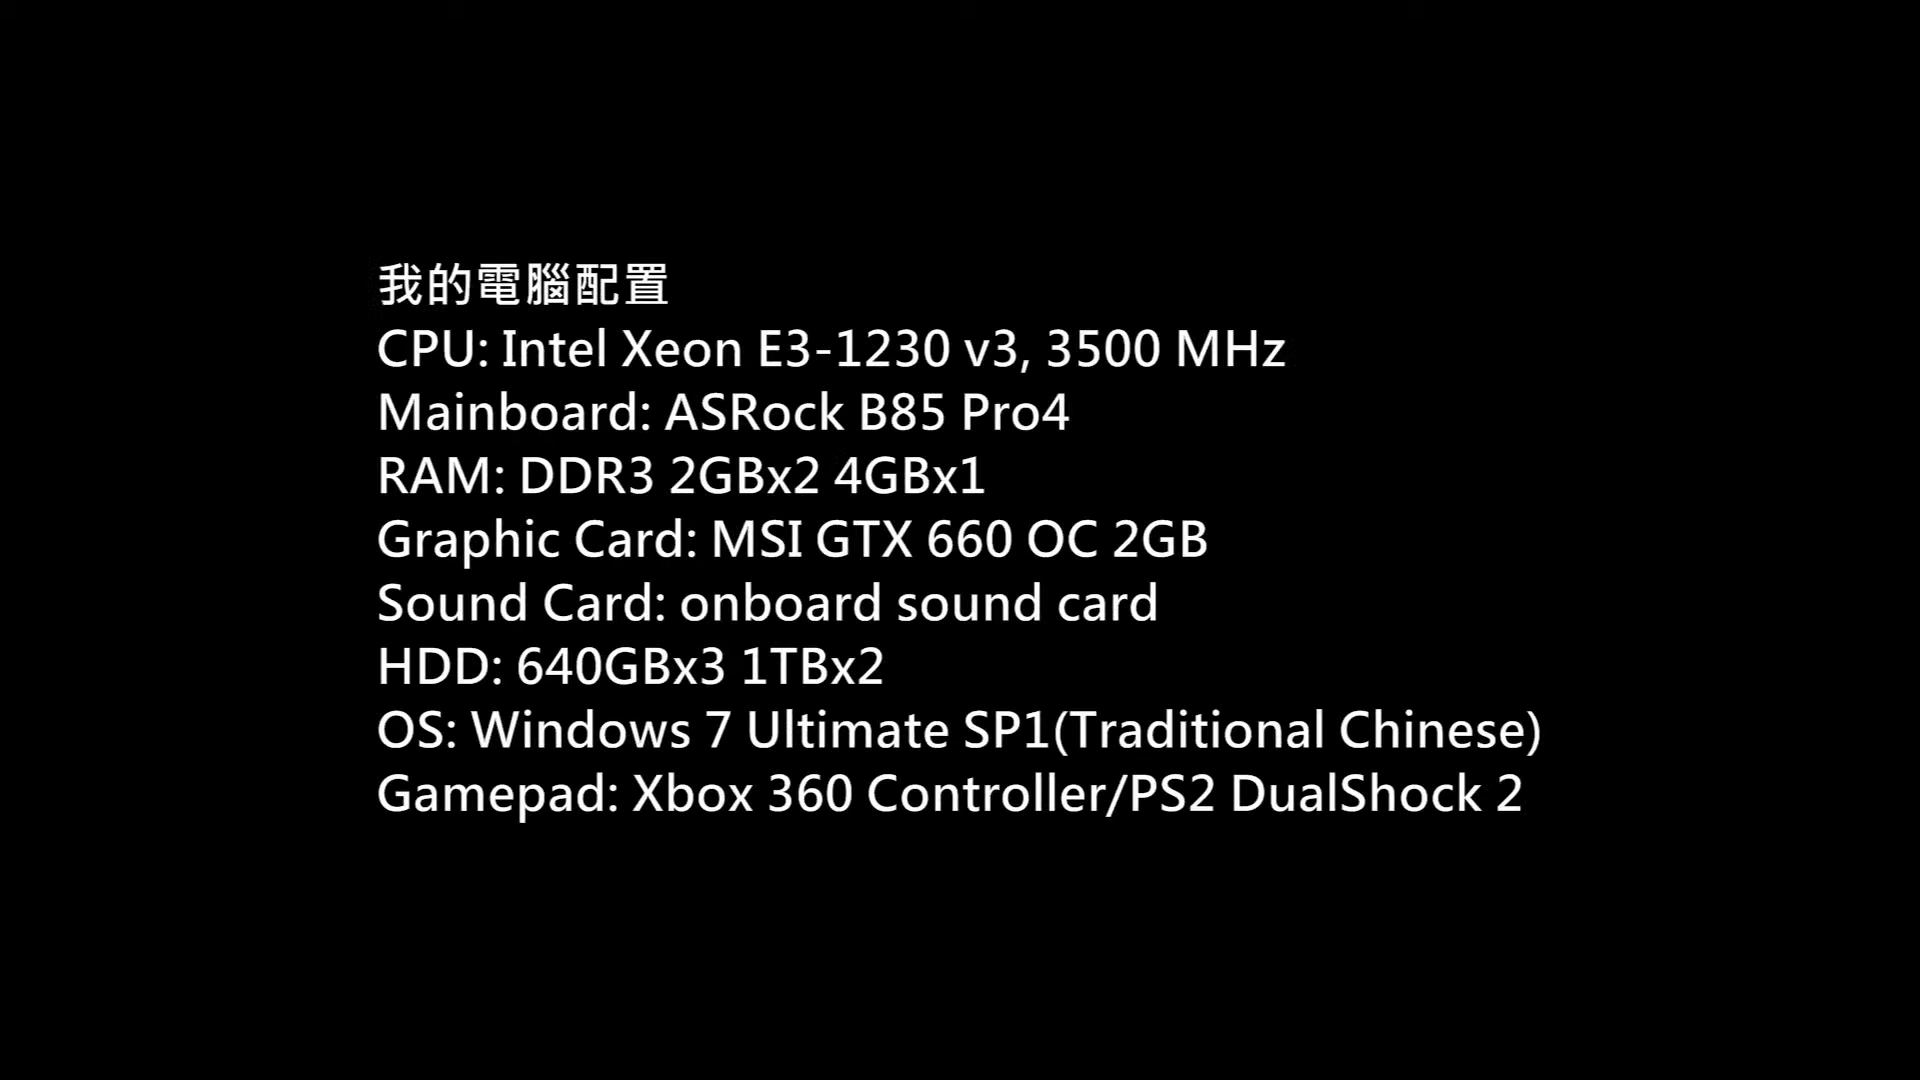 我的電腦配置
CPU: Intel Xeon E3-1230 v3, 3500 MHz
Mainboard: ASRock B85 Pro4
RAM: DDR3 2GBx2 4GBx1
Graphic Card: MSI GTX 660 OC 2GB
Sound Card: onboard sound card
HDD: 640GBx3 1TBx2
OS: Windows 7 Ultimate SP1(Traditional Chinese)
Gamepad: Xbox 360 Controller/PS2 DualShock 2